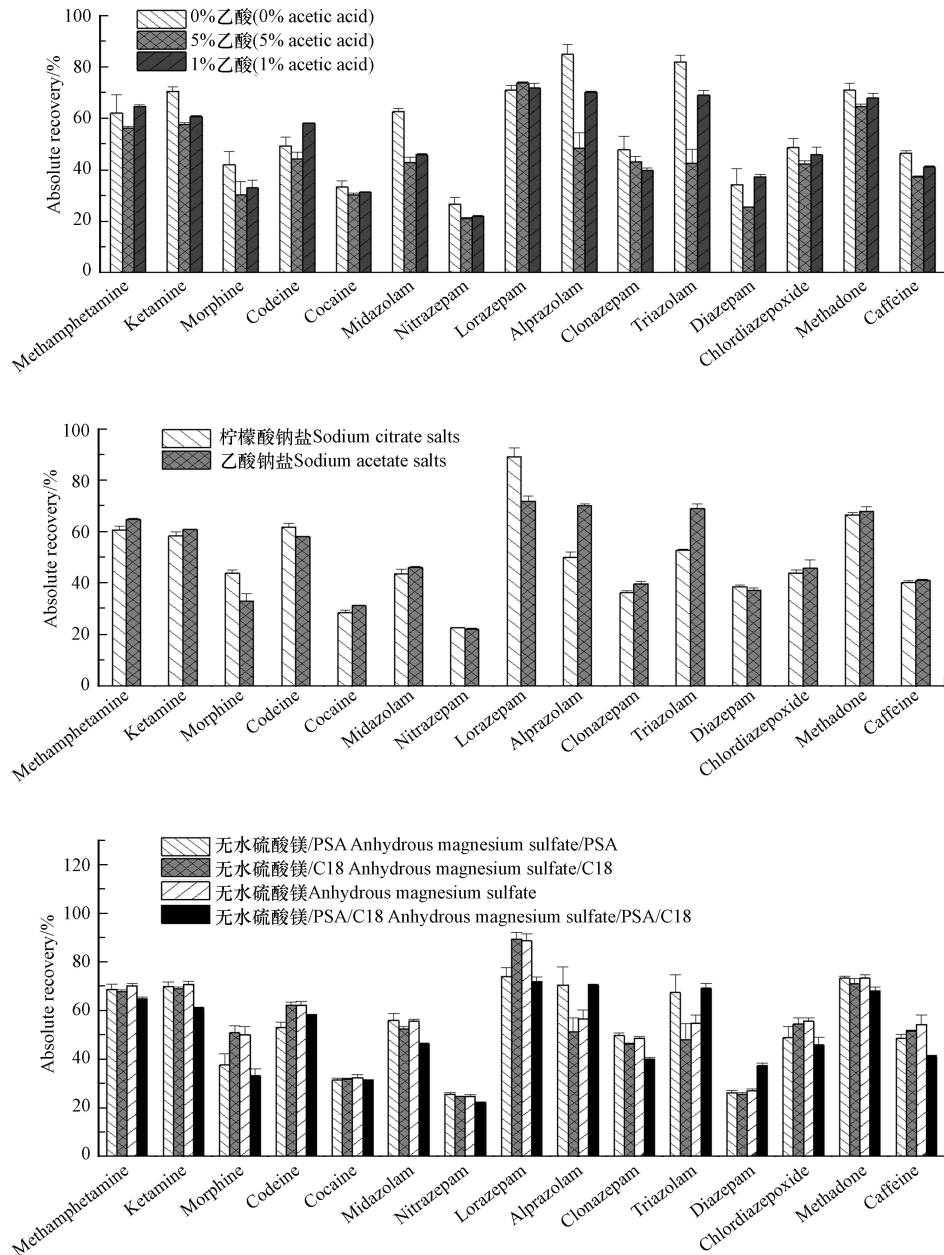 0%乙酸(0% acetic acid)
5%乙酸(5% acetic acid)
1%乙酸(1% acetic acid)
Absolute recovery/%
100
80
60
40
20
0
Methamphetamine
Ketamine
Morphine
Codeine
Cocaine
Midazolam
Nitrazepam
Lorazepam
Alprazolam
Clonazepam
Triazolam
Diazepam
Chlordiazepoxide
Methadone
Caffeine
柠檬酸钠盐Sodium citrate salts
乙酸钠盐Sodium acetate salts
Absolute recovery/%
100
80
60
40
20
0
Methamphetamine
Ketamine
Morphine
Codeine
Cocaine
Midazolam
Nitrazepam
Lorazepam
Alprazolam
Clonazepam
Triazolam
Diazepam
Chlordiazepoxide
Methadone
Caffeine
无水硫酸镁/PSA Anhydrous magnesium sulfate/PSA
无水硫酸镁/C18 Anhydrous magnesium sulfate/C18
无水硫酸镁Anhydrous magnesium sulfate
无水硫酸镁/PSA/C18 Anhydrous magnesium sulfate/PSA/C18
Absolute recovery/%
120
100
80
60
40
20
0
Methamphetamine
Ketamine
Morphine
Codeine
Cocaine
Midazolam
Nitrazepam
Lorazepam
Alprazolam
Clonazepam
Triazolam
Diazepam
Chlordiazepoxide
Methadone
Caffeine